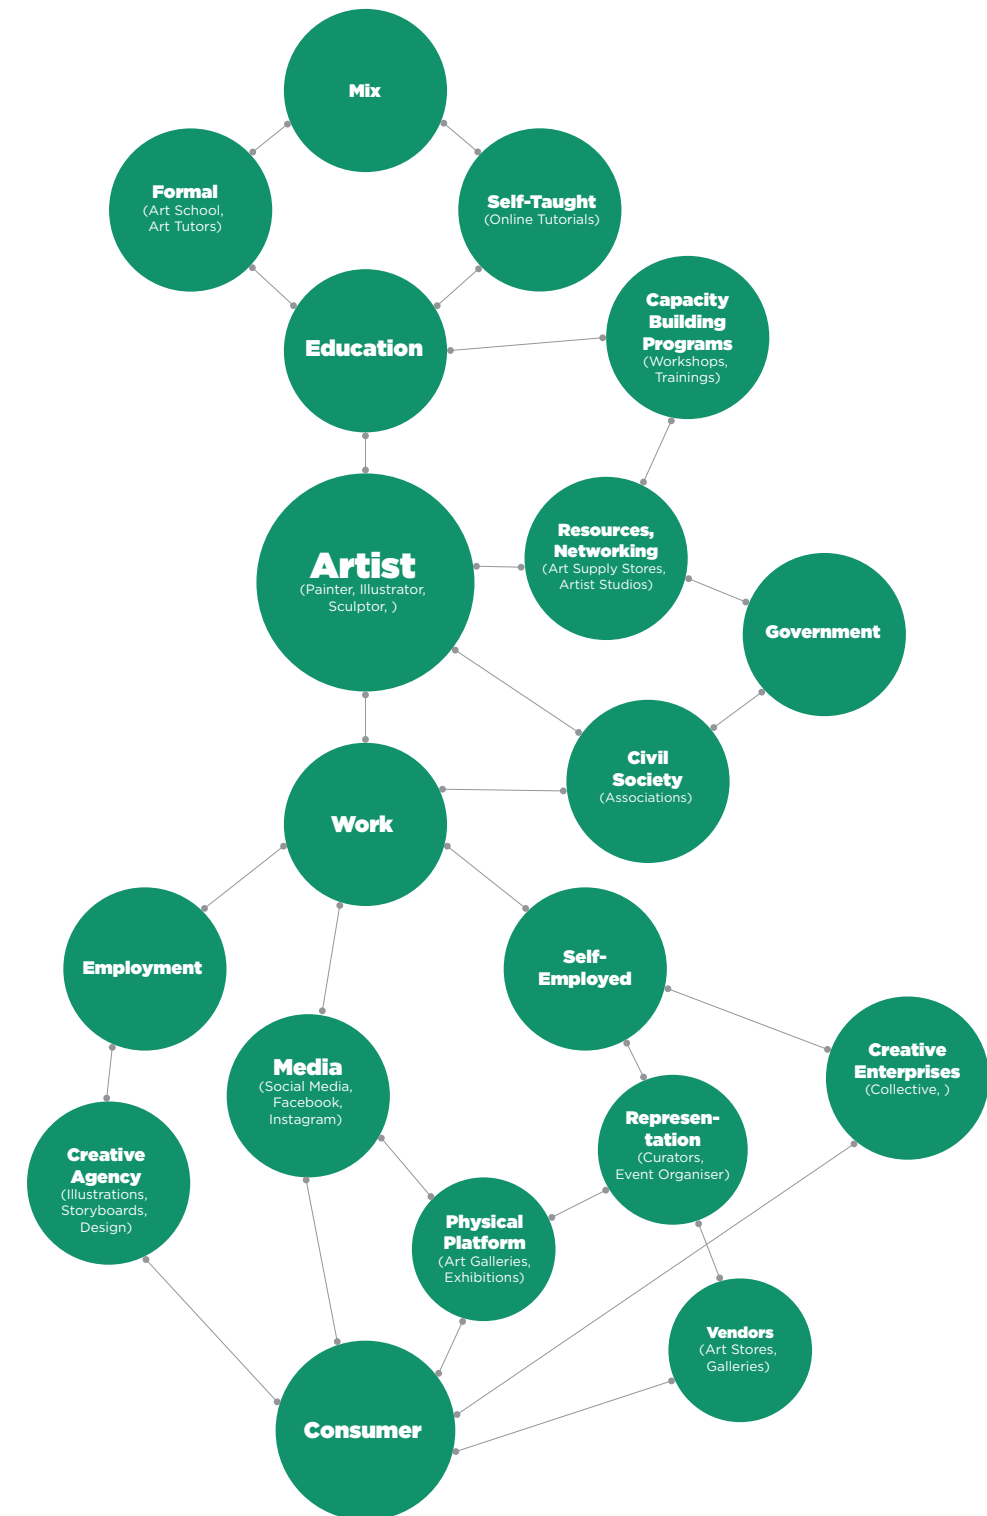 Mix
Formal
(Art School,
Art Tutors)
Self-Taught
(Online Tutorials)
Education
Capacity
Building
Programs
(Workshops,
Trainings)
Artist
(Painter, Illustrator,
Sculptor, )
Resources,
Networking
(Art Supply Stores,
Artist Studios)
Government
Civil
Society
(Associations)
Work
Employment
Self-
Employed
Media
(Social Media,
Facebook,
Instagram)
Creative
Enterprises
(Collective, )
Creative
Agency
(Illustrations,
Storyboards,
Design)
Represen-
tation
(Curators,
Event Organiser)
Physical
Platform
(Art Galleries,
Exhibitions)
Vendors
(Art Stores,
Galleries)
Consumer